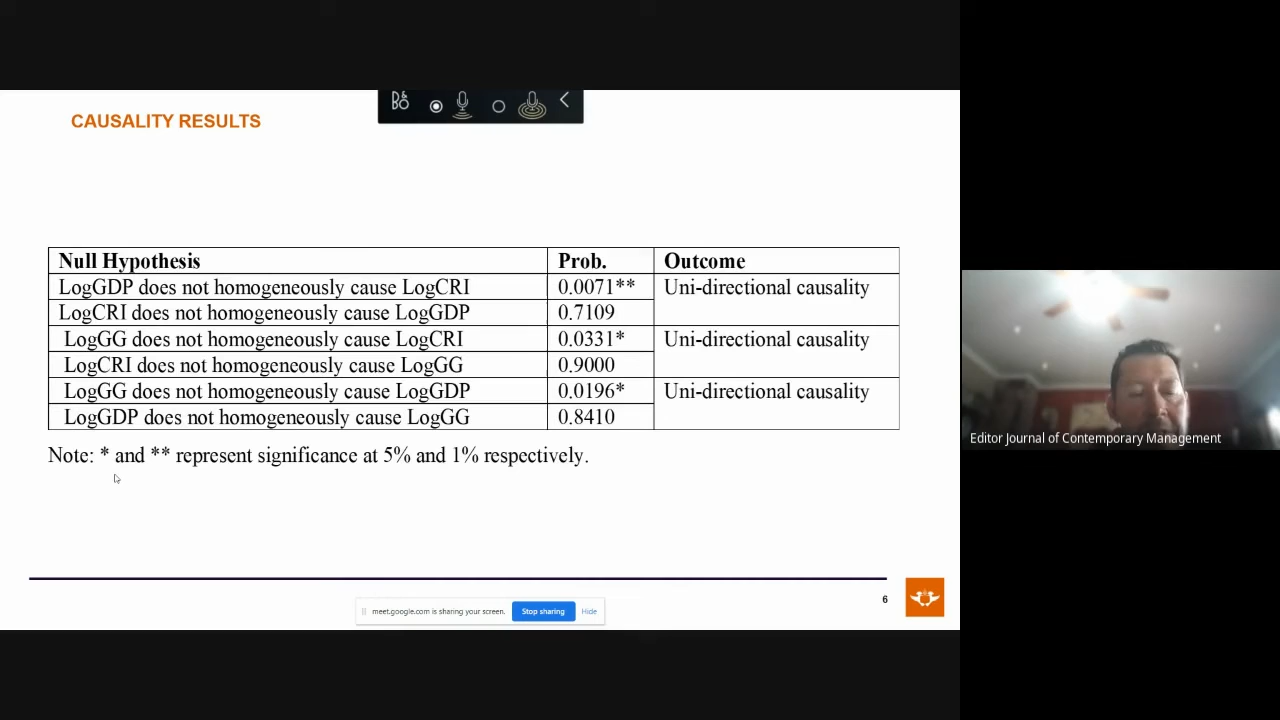 B&O
CAUSALITY RESULTS
Null Hypothesis Prob. Outcome
LogGDP does not homogeneously cause LogCRI 0.0071** Uni-directional causality
LogCRI does not homogeneously cause LogGDP 0.7109
LogGG does not homogeneously cause LogCRI 0.0331* Uni-directional causality
LogCRI does not homogeneously cause LogGG 0.9000
LogGG does not homogeneously cause LogGDP 0.0196* Uni-directional causality
LogGDP does not homogeneously cause LogGG 0.8410
Note: * and ** represent significance at 5% and 1% respectively.
Editor Journal of Contemporary Management
6
meet.google.com is sharing your screen. Stop sharing Hide